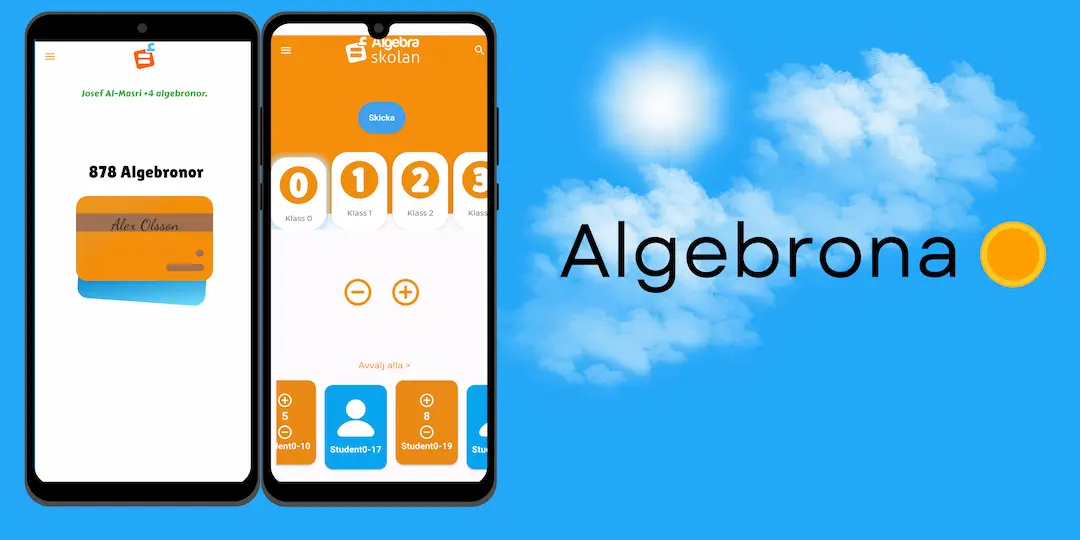 Josef Al-Masri +4 algebronor.
878 Algebronor
Alex Olsson
Algebra
skolan
Skicka
0
1
2
3
Klass 0
Klass 1
Klass 2
Klass
Avvälj alla >
5
8
ent0-10
Student0-17
Student0-19
Stu
Algebrona